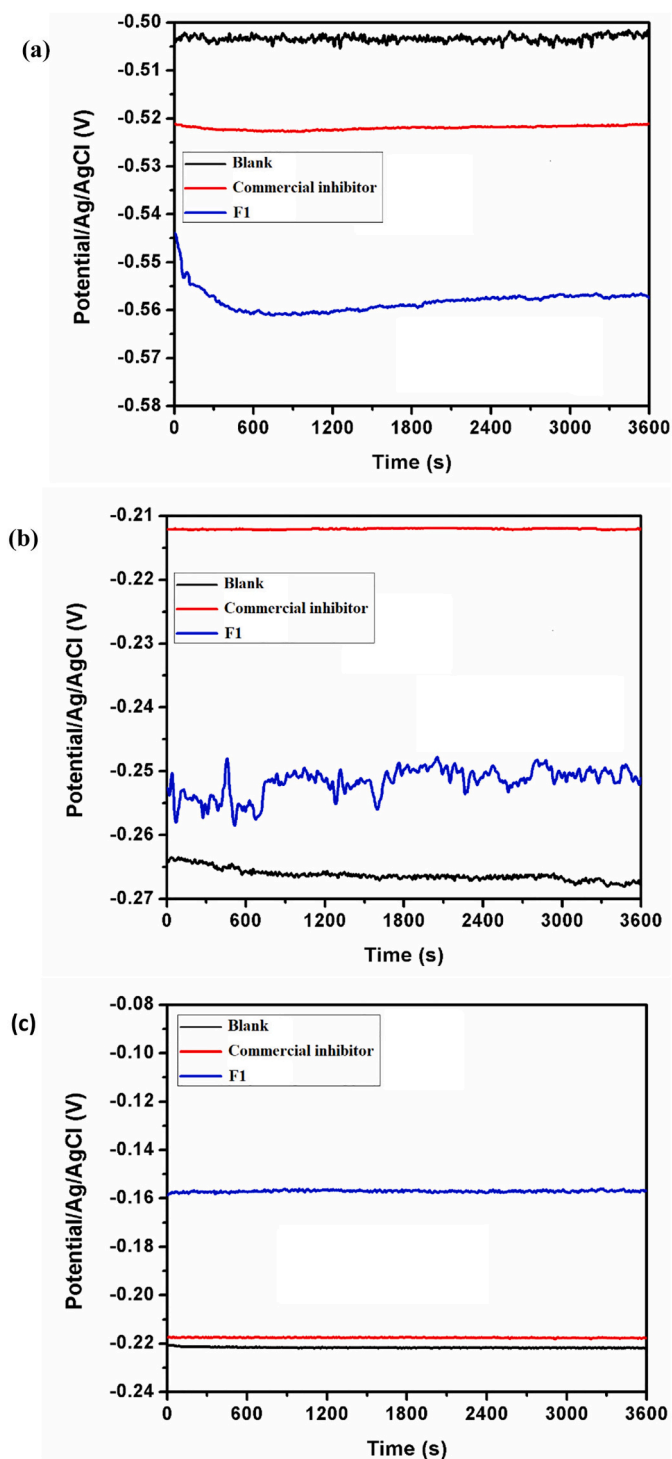 (a)
Potential/Ag/AgCl (V)
-0.50
-0.51
-0.52
-0.53
-0.54
-0.55
-0.56
-0.57
-0.58
Blank
Commercial inhibitor
F1
0 600 1200 1800 2400 3000 3600
Time (s)
(b)
Potential/Ag/AgCl (V)
-0.21
-0.22
-0.23
-0.24
-0.25
-0.26
-0.27
Blank
Commercial inhibitor
F1
0 600 1200 1800 2400 3000 3600
Time (s)
(c)
Potential/Ag/AgCl (V)
-0.08
-0.10
-0.12
-0.14
-0.16
-0.18
-0.20
-0.22
-0.24
Blank
Commercial inhibitor
F1
0 600 1200 1800 2400 3000 3600
Time (s)